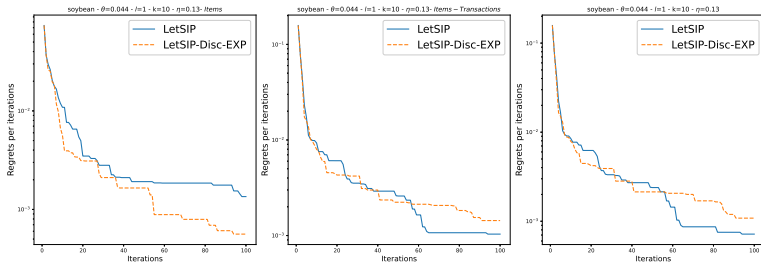 soybean - θ=0.044 - l=1 - k=10 - η=0.13- Items
LetSIP
LetSIP-Disc-EXP
Regrets per iterations
10⁻²
10⁻³
0 20 40 60 80 100
Iterations
soybean - θ=0.044 - l=1 - k=10 - η=0.13- Items − Transactions
LetSIP
LetSIP-Disc-EXP
Regrets per iterations
10⁻¹
10⁻²
10⁻³
0 20 40 60 80 100
Iterations
soybean - θ=0.044 - l=1 - k=10 - η=0.13
LetSIP
LetSIP-Disc-EXP
Regrets per iterations
10⁻¹
10⁻²
10⁻³
0 20 40 60 80 100
Iterations